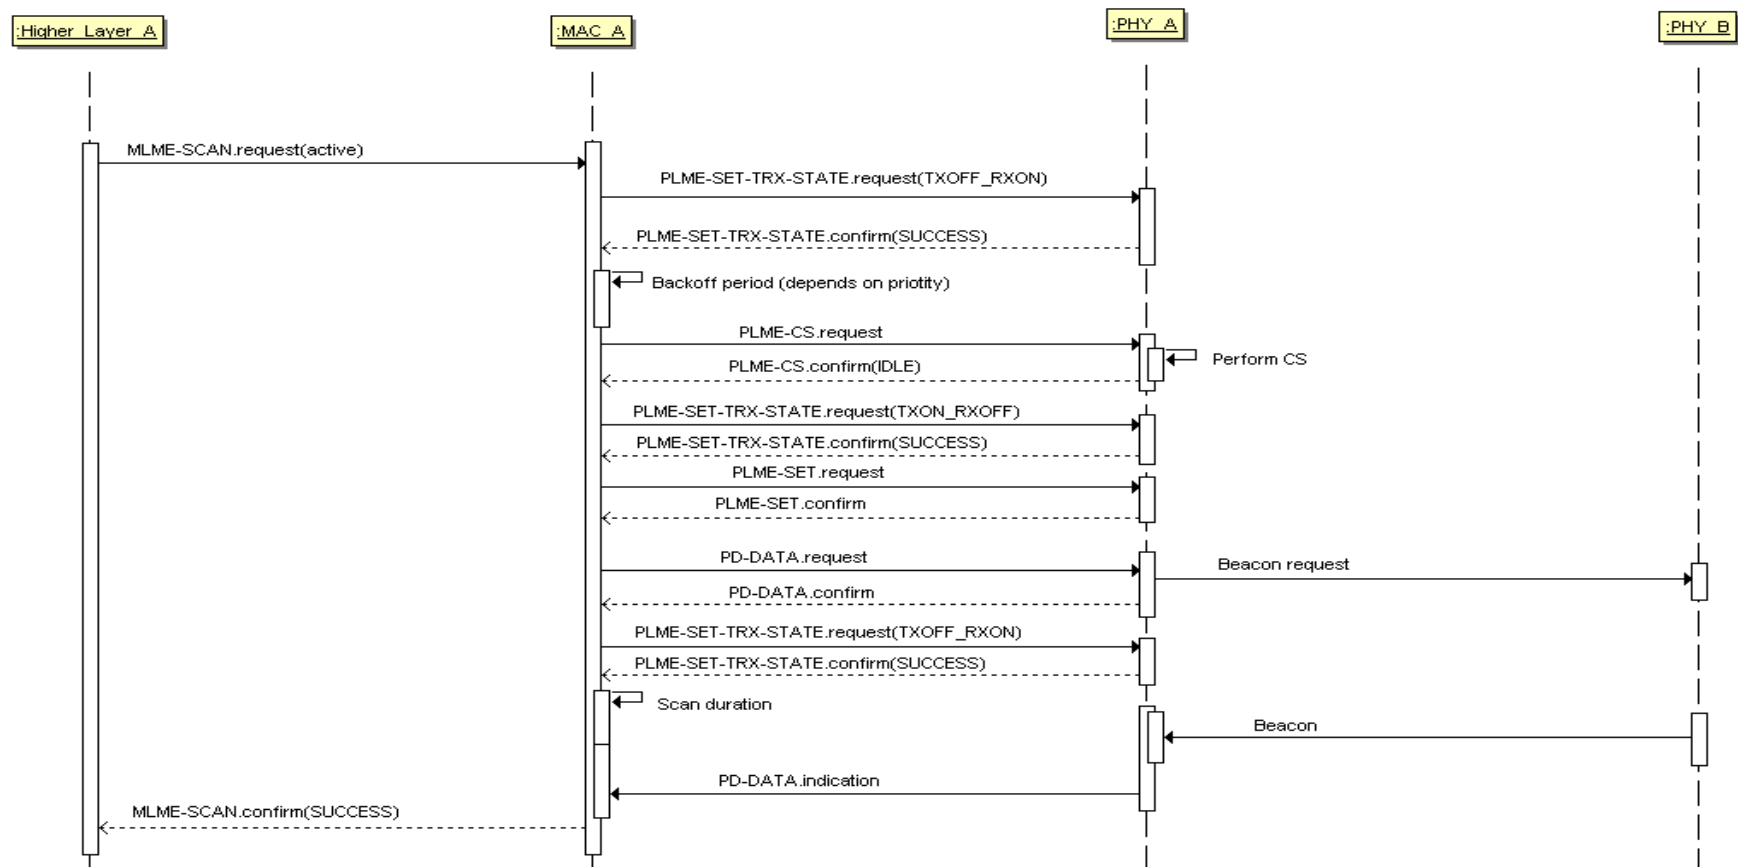 :Higher_Layer_A
:MAC_A
:PHY_A
:PHY_B
MLME-SCAN.request(active)
PLME-SET-TRX-STATE.request(TXOFF_RXON)
PLME-SET-TRX-STATE.confirm(SUCCESS)
Backoff period (depends on priotity)
PLME-CS.request
Perform CS
PLME-CS.confirm(IDLE)
PLME-SET-TRX-STATE.request(TXON_RXOFF)
PLME-SET-TRX-STATE.confirm(SUCCESS)
PLME-SET.request
PLME-SET.confirm
PD-DATA.request
Beacon request
PD-DATA.confirm
PLME-SET-TRX-STATE.request(TXOFF_RXON)
PLME-SET-TRX-STATE.confirm(SUCCESS)
Scan duration
Beacon
PD-DATA.indication
MLME-SCAN.confirm(SUCCESS)